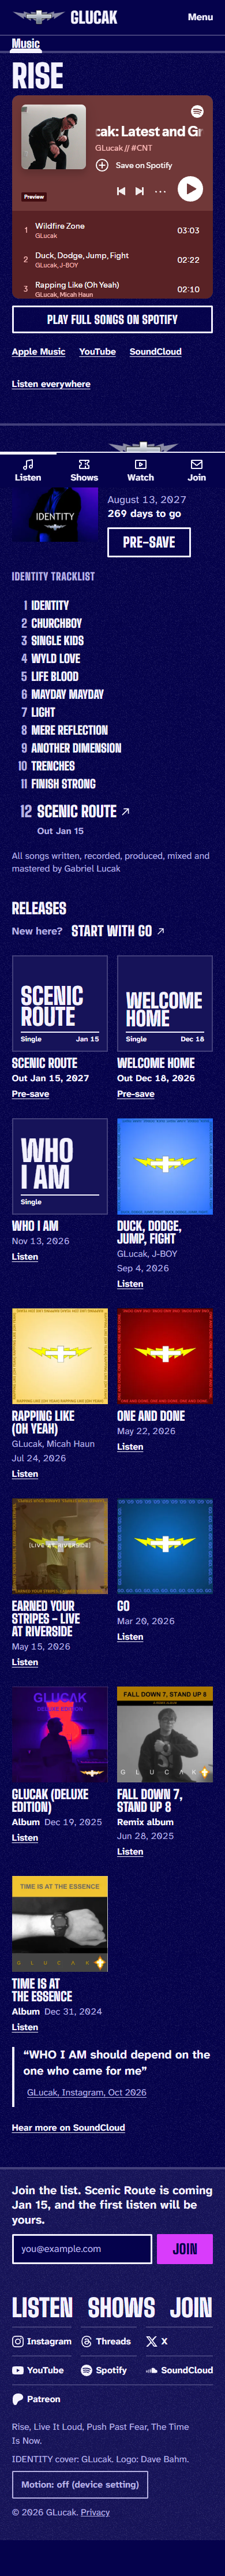 GLUCAK
Menu
Music
RISE
cak: Latest and Gr
GLucak // #CNT
Save on Spotify
Preview
1 Wildfire Zone 03:03
GLucak
2 Duck, Dodge, Jump, Fight 02:22
GLucak, J-BOY
3 Rapping Like (Oh Yeah) 02:10
GLucak, Micah Haun
PLAY FULL SONGS ON SPOTIFY
Apple Music YouTube SoundCloud
Listen everywhere
Listen Shows Watch Join
IDENTITY
August 13, 2027
269 days to go
PRE-SAVE
IDENTITY TRACKLIST
1 IDENTITY
2 CHURCHBOY
3 SINGLE KIDS
4 WYLD LOVE
5 LIFE BLOOD
6 MAYDAY MAYDAY
7 LIGHT
8 MERE REFLECTION
9 ANOTHER DIMENSION
10 TRENCHES
11 FINISH STRONG
12 SCENIC ROUTE ↗
Out Jan 15
All songs written, recorded, produced, mixed and
mastered by Gabriel Lucak
RELEASES
New here? START WITH GO ↗
SCENIC
ROUTE
Single Jan 15
SCENIC ROUTE
Out Jan 15, 2027
Pre-save
WELCOME
HOME
Single Dec 18
WELCOME HOME
Out Dec 18, 2026
Pre-save
WHO
I AM
Single
WHO I AM
Nov 13, 2026
Listen
DUCK, DODGE,
JUMP, FIGHT
GLucak, J-BOY
Sep 4, 2026
Listen
RAPPING LIKE
(OH YEAH)
GLucak, Micah Haun
Jul 24, 2026
Listen
ONE AND DONE
May 22, 2026
Listen
[LIVE AT RIVERSIDE]
EARNED YOUR
STRIPES - LIVE
AT RIVERSIDE
May 15, 2026
Listen
GO
Mar 20, 2026
Listen
GLUCAK
DELUXE EDITION
GLUCAK (DELUXE
EDITION)
Album Dec 19, 2025
Listen
FALL DOWN 7, STAND UP 8
GLUCAK
FALL DOWN 7,
STAND UP 8
Remix album
Jun 28, 2025
Listen
TIME IS AT THE ESSENCE
GLUCAK
TIME IS AT
THE ESSENCE
Album Dec 31, 2024
Listen
“WHO I AM should depend on the
one who came for me”
GLucak, Instagram, Oct 2026
Hear more on SoundCloud
Join the list. Scenic Route is coming
Jan 15, and the first listen will be
yours.
you@example.com
JOIN
LISTEN SHOWS JOIN
Instagram Threads X
YouTube Spotify SoundCloud
Patreon
Rise, Live It Loud, Push Past Fear, The Time
Is Now.
IDENTITY cover: GLucak. Logo: Dave Bahm.
Motion: off (device setting)
© 2026 GLucak. Privacy